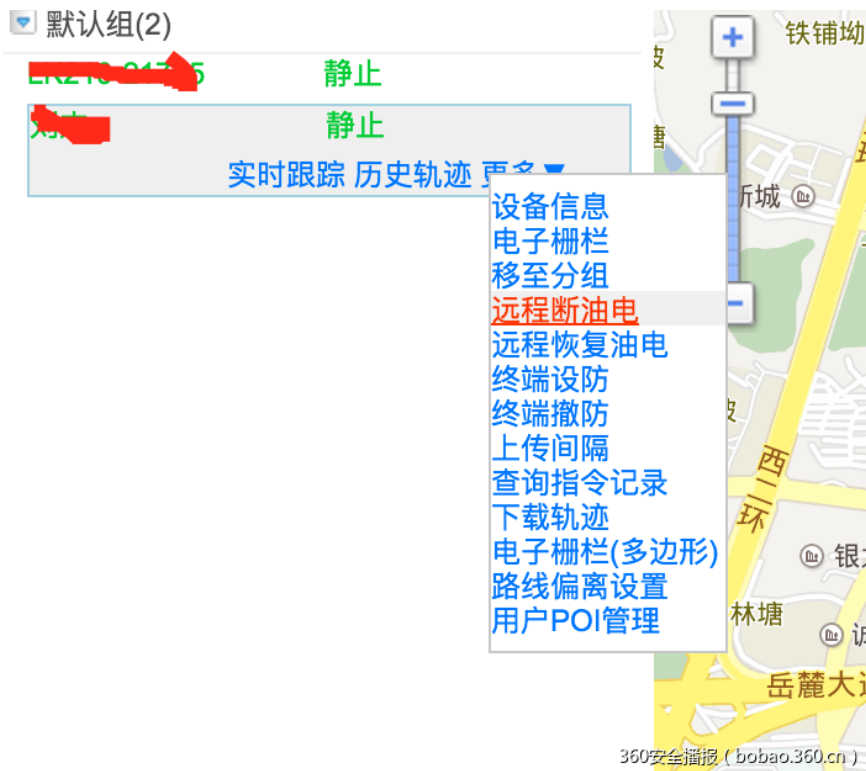 默认组(2)
静止
静止
实时跟踪 历史轨迹 更多▼
设备信息
电子栅栏
移至分组
远程断油电
远程恢复油电
终端设防
终端撤防
上传间隔
查询指令记录
下载轨迹
电子栅栏(多边形)
路线偏离设置
用户POI管理
铁铺坳
塘
新城
西二环
银
林塘
岳麓大道
360安全播报(bobao.360.cn)